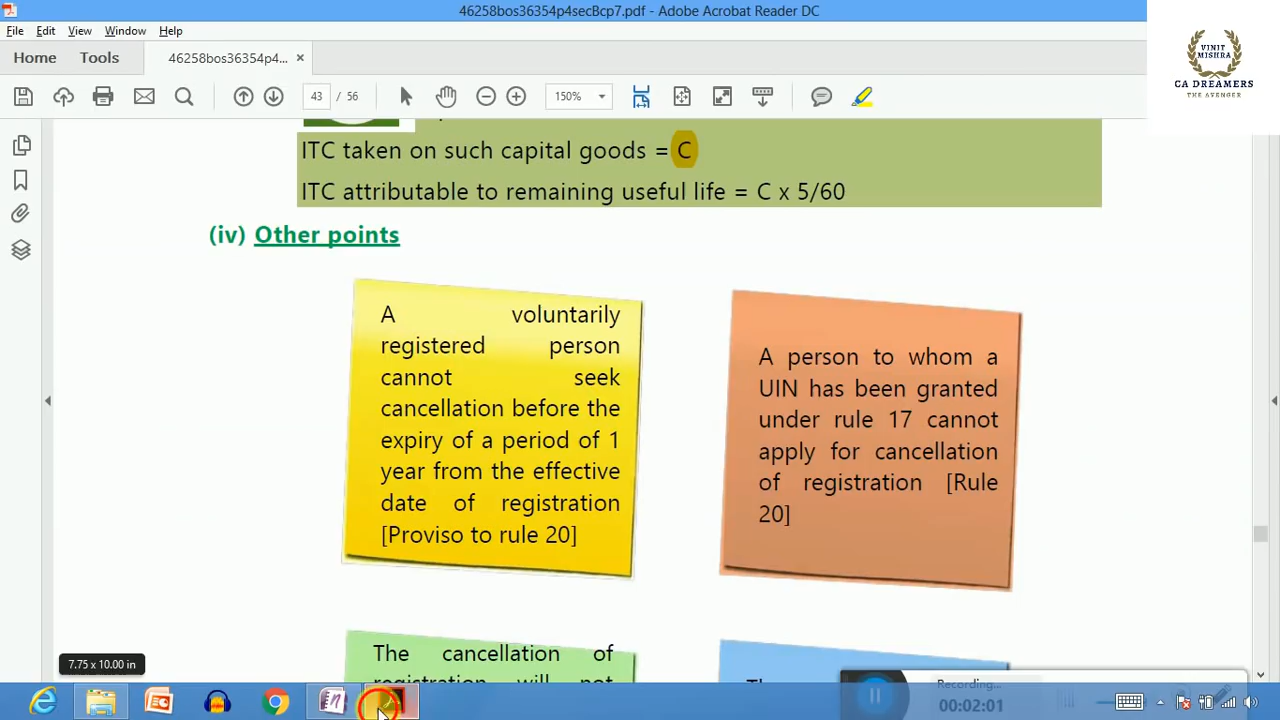 46258bos36354p4secBcp7.pdf - Adobe Acrobat Reader DC
File Edit View Window Help
Home Tools 46258bos36354p4... ×
43 / 56 150%
VINIT
MISHRA
CA DREAMERS
THE AVENGER
ITC taken on such capital goods = C
ITC attributable to remaining useful life = C x 5/60
(iv) Other points
A voluntarily
registered person
cannot seek
cancellation before the
expiry of a period of 1
year from the effective
date of registration
[Proviso to rule 20]
A person to whom a
UIN has been granted
under rule 17 cannot
apply for cancellation
of registration [Rule
20]
The cancellation of
registration will not
7.75 x 10.00 in
Recording...
00:02:01